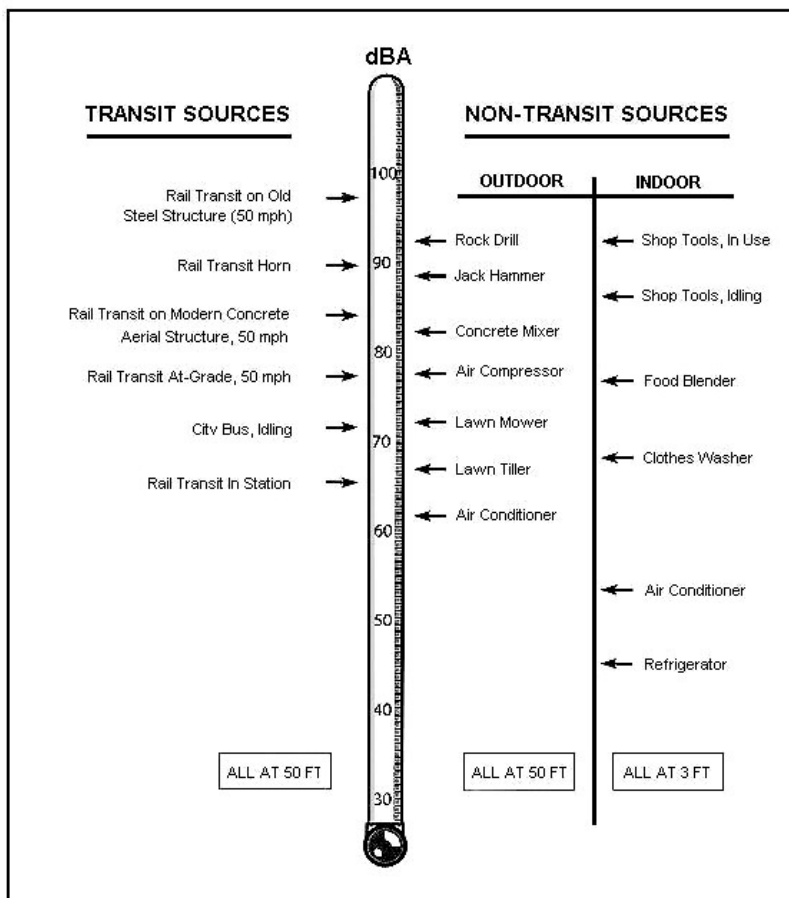 dBA
TRANSIT SOURCES
Rail Transit on Old
Steel Structure (50 mph)
Rail Transit Horn
Rail Transit on Modern Concrete
Aerial Structure, 50 mph
Rail Transit At-Grade, 50 mph
City Bus, Idling
Rail Transit In Station
ALL AT 50 FT
100
90
80
70
60
50
40
30
NON-TRANSIT SOURCES
OUTDOOR
Rock Drill
Jack Hammer
Concrete Mixer
Air Compressor
Lawn Mower
Lawn Tiller
Air Conditioner
ALL AT 50 FT
INDOOR
Shop Tools, In Use
Shop Tools, Idling
Food Blender
Clothes Washer
Air Conditioner
Refrigerator
ALL AT 3 FT